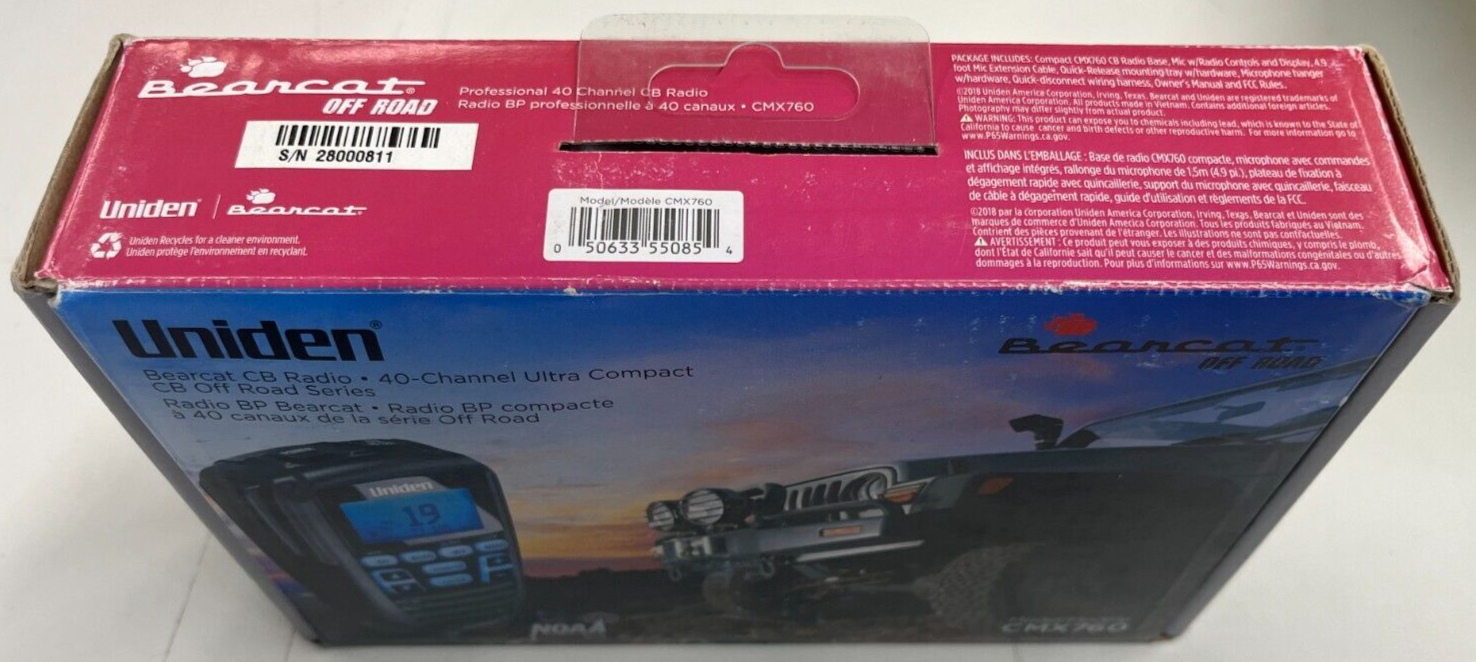 Bearcat®
OFF ROAD
Professional 40 Channel CB Radio
Radio BP professionnelle à 40 canaux • CMX760
S/N 28000811
Uniden® | Bearcat
Uniden Recycles for a cleaner environment.
Uniden protège l'environnement en recyclant.
Model/Modèle CMX760
0 50633 55085 4
PACKAGE INCLUDES: Compact CMX760 CB Radio Base, Mic w/Radio Controls and Display, 4.9
foot Mic Extension Cable, Quick-Release mounting tray w/hardware, Microphone hanger
w/hardware, Quick-disconnect wiring harness, Owner's Manual and FCC Rules.
©2018 Uniden America Corporation, Irving, Texas. Bearcat and Uniden are registered trademarks of
Uniden America Corporation. All products made in Vietnam. Contains additional foreign articles.
Photography may differ slightly from actual product.
⚠ WARNING: This product can expose you to chemicals including lead, which is known to the State of
California to cause cancer and birth defects or other reproductive harm. For more information go to
www.P65Warnings.ca.gov.
INCLUS DANS L'EMBALLAGE : Base de radio CMX760 compacte, microphone avec commandes
et affichage intégrés, rallonge du microphone de 1,5m (4.9 pi.), plateau de fixation à
dégagement rapide avec quincaillerie, support du microphone avec quincaillerie, faisceau
de câble à dégagement rapide, guide d'utilisation et règlements de la FCC.
©2018 par la corporation Uniden America Corporation, Irving, Texas. Bearcat et Uniden sont des
marques de commerce d'Uniden America Corporation. Tous les produits fabriqués au Vietnam.
Contient des pièces provenant de l'étranger. Les illustrations ne sont pas contractuelles.
⚠ AVERTISSEMENT : Ce produit peut vous exposer à des produits chimiques, y compris le plomb,
dont l'État de Californie sait qu'il peut causer le cancer et des malformations congénitales ou d'autres
dommages à la reproduction. Pour plus d'informations sur www.P65Warnings.ca.gov.
Uniden®
Bearcat CB Radio • 40-Channel Ultra Compact
CB Off Road Series
Radio BP Bearcat • Radio BP compacte
à 40 canaux de la série Off Road
Bearcat
OFF ROAD
Uniden
19
NOAA
CMX760